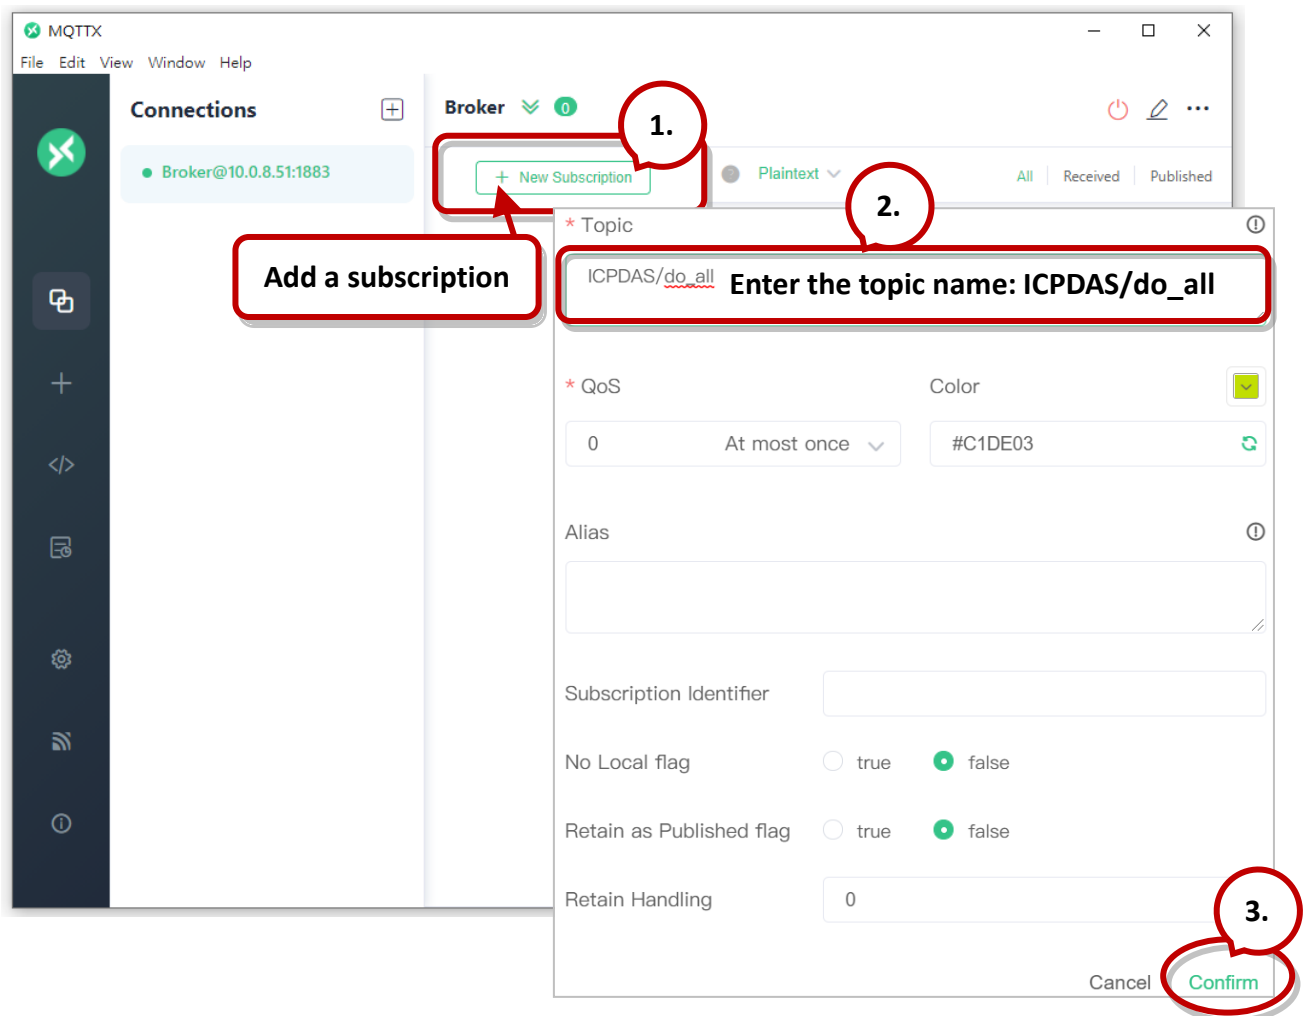 MQTTX
File Edit View Window Help
Connections
Broker 0
1.
Broker@10.0.8.51:1883
+ New Subscription
Plaintext
All Received Published
2.
* Topic
Add a subscription
ICPDAS/do_all
Enter the topic name: ICPDAS/do_all
* QoS
Color
0 At most once
#C1DE03
Alias
Subscription Identifier
No Local flag true false
Retain as Published flag true false
Retain Handling 0
3.
Cancel Confirm